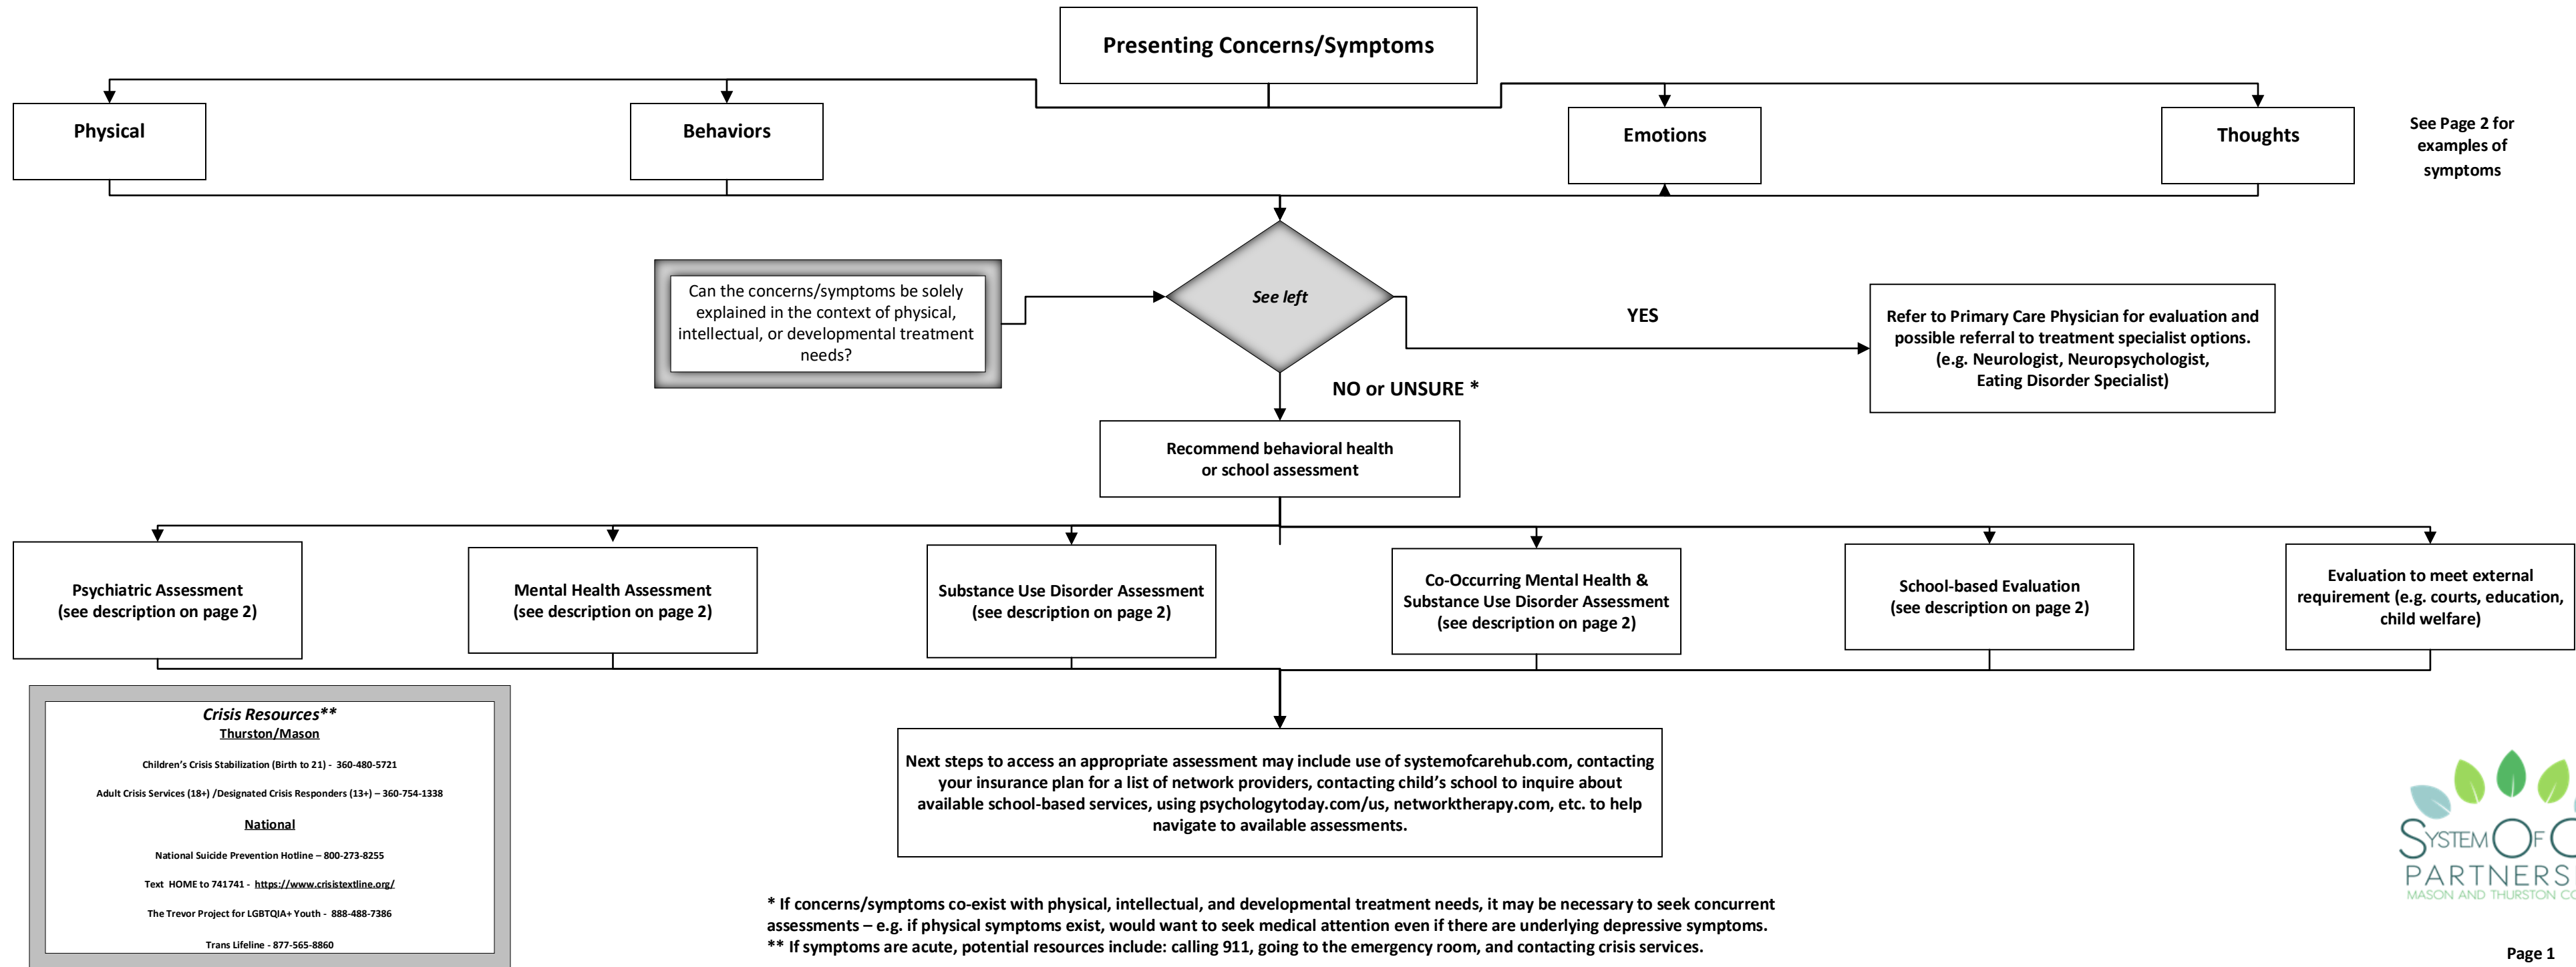 Presenting Concerns/Symptoms
Physical
Behaviors
Emotions
Thoughts
See Page 2 for
examples of
symptoms
Can the concerns/symptoms be solely
explained in the context of physical,
intellectual, or developmental treatment
needs?
See left
YES
Refer to Primary Care Physician for evaluation and
possible referral to treatment specialist options.
(e.g. Neurologist, Neuropsychologist,
Eating Disorder Specialist)
NO or UNSURE *
Recommend behavioral health
or school assessment
Psychiatric Assessment
(see description on page 2)
Mental Health Assessment
(see description on page 2)
Substance Use Disorder Assessment
(see description on page 2)
Co-Occurring Mental Health &
Substance Use Disorder Assessment
(see description on page 2)
School-based Evaluation
(see description on page 2)
Evaluation to meet external
requirement (e.g. courts, education,
child welfare)
Crisis Resources**
Thurston/Mason
Children's Crisis Stabilization (Birth to 21) - 360-480-5721
Adult Crisis Services (18+) /Designated Crisis Responders (13+) – 360-754-1338
National
National Suicide Prevention Hotline – 800-273-8255
Text HOME to 741741 - https://www.crisistextline.org/
The Trevor Project for LGBTQIA+ Youth - 888-488-7386
Trans Lifeline - 877-565-8860
Next steps to access an appropriate assessment may include use of systemofcarehub.com, contacting
your insurance plan for a list of network providers, contacting child's school to inquire about
available school-based services, using psychologytoday.com/us, networktherapy.com, etc. to help
navigate to available assessments.
* If concerns/symptoms co-exist with physical, intellectual, and developmental treatment needs, it may be necessary to seek concurrent
assessments – e.g. if physical symptoms exist, would want to seek medical attention even if there are underlying depressive symptoms.
** If symptoms are acute, potential resources include: calling 911, going to the emergency room, and contacting crisis services.
SYSTEM OF
PARTNERS
MASON AND THURSTON CO
Page 1